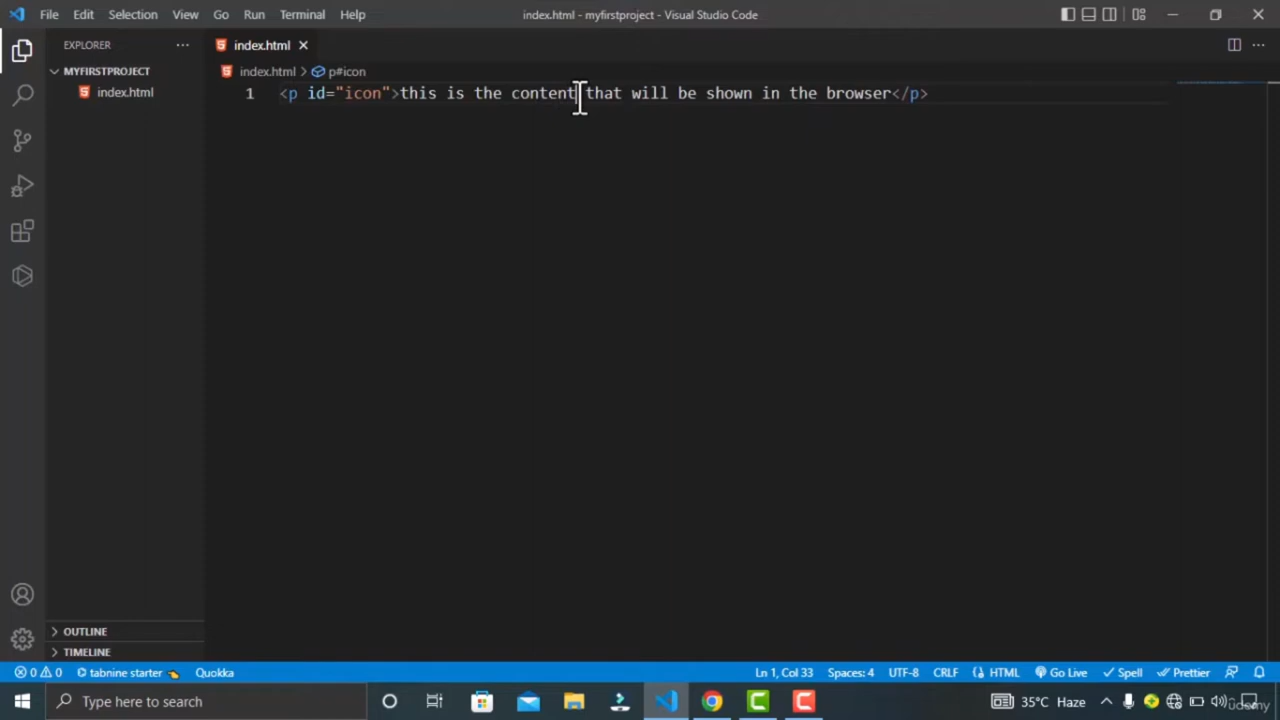 File Edit Selection View Go Run Terminal Help
index.html - myfirstproject - Visual Studio Code
EXPLORER
index.html
MYFIRSTPROJECT
index.html
index.html > p#icon
1 <p id="icon">this is the content that will be shown in the browser</p>
OUTLINE
TIMELINE
0 0 tabnine starter Quokka
Ln 1, Col 33 Spaces: 4 UTF-8 CRLF HTML Go Live Spell Prettier
Type here to search
35°C Haze
ûdemy